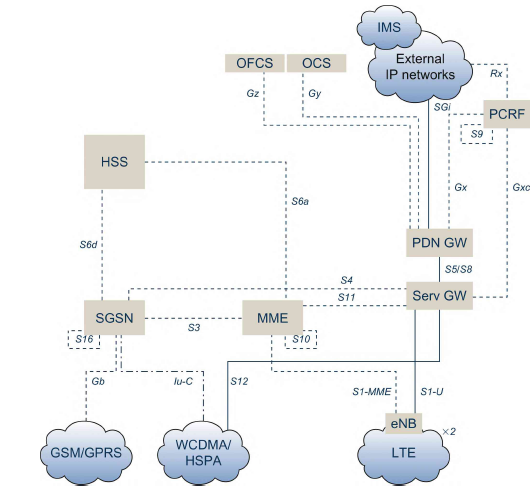 IMS
External
IP networks
OFCS
OCS
Rx
Gz
Gy
SGi
PCRF
S9
HSS
Gx
Gxc
S6a
S6d
PDN GW
S5/S8
S4
Serv GW
S11
SGSN
S3
MME
S16
S10
Gb
Iu-C
S12
S1-MME
S1-U
eNB
×2
GSM/GPRS
WCDMA/
HSPA
LTE